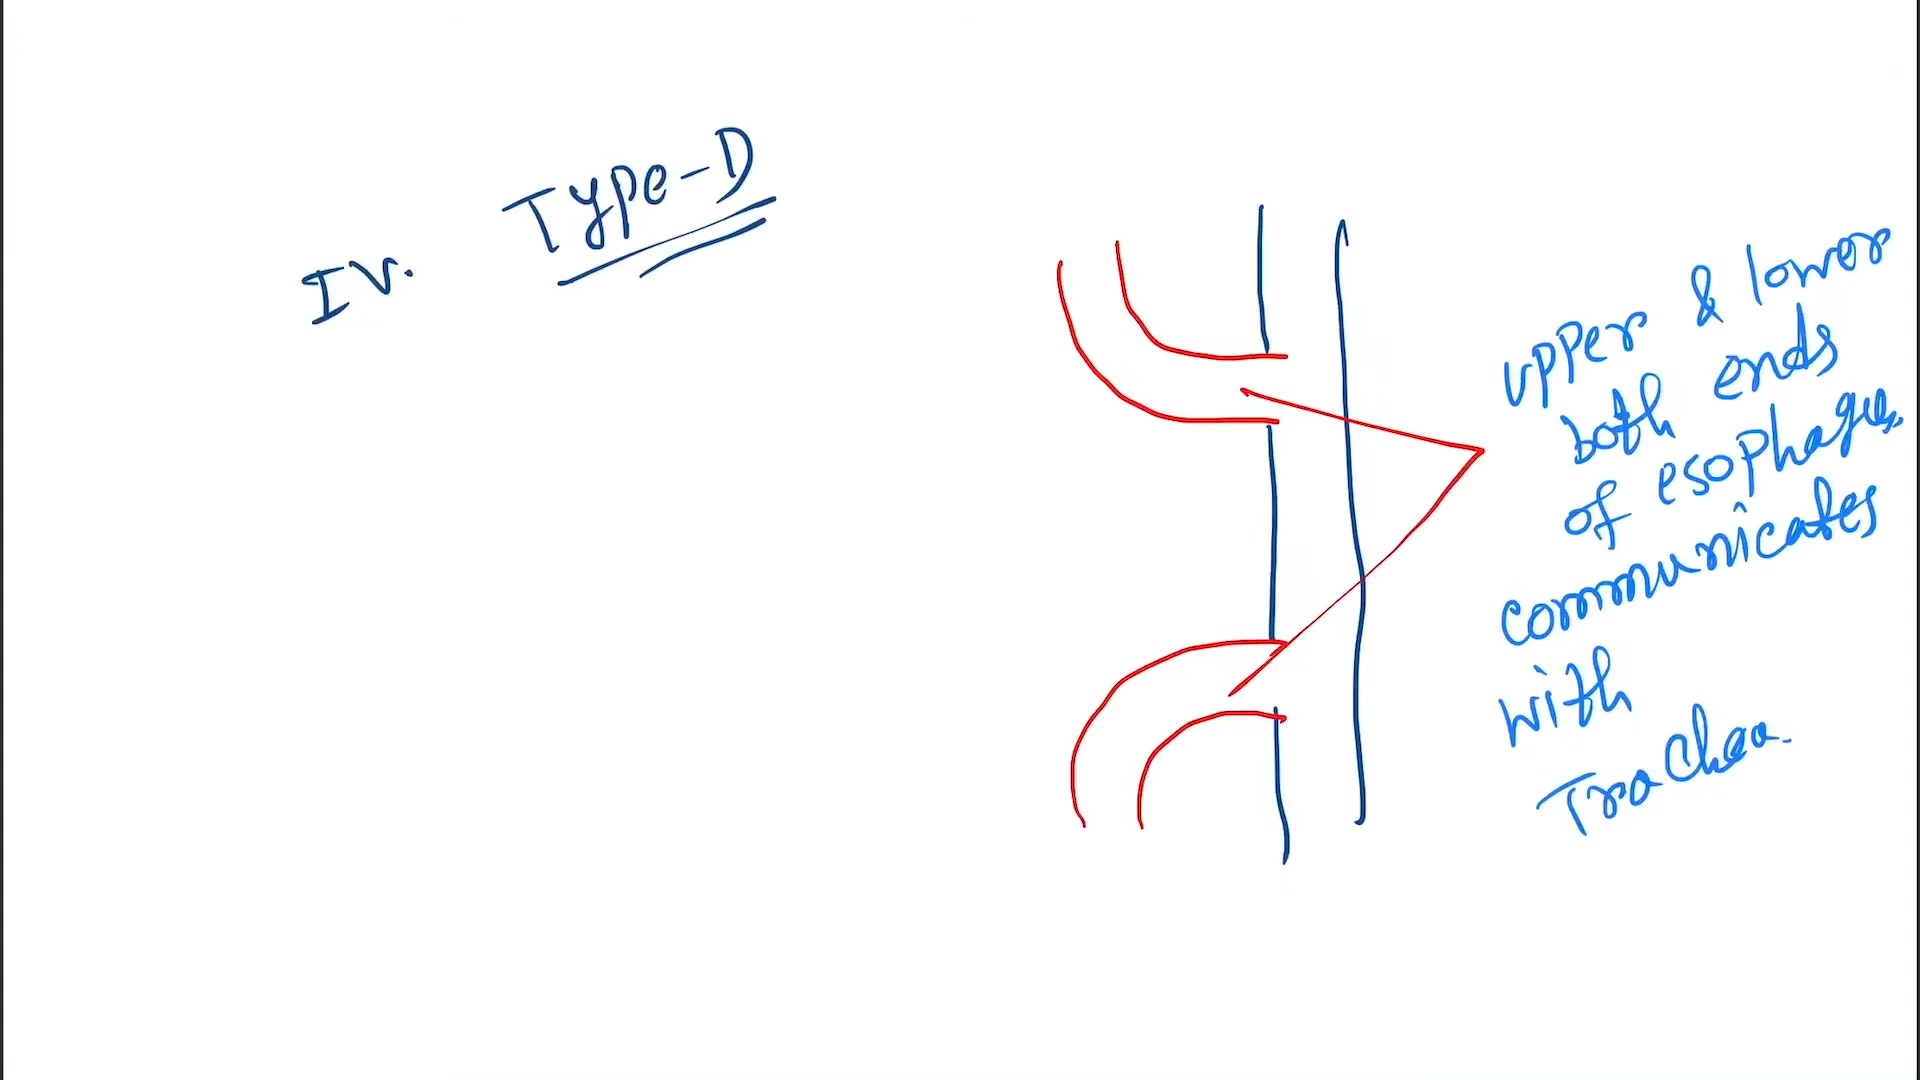 IV. Type-D
upper & lower
both ends
of esophagus
communicates
with
Trachea.